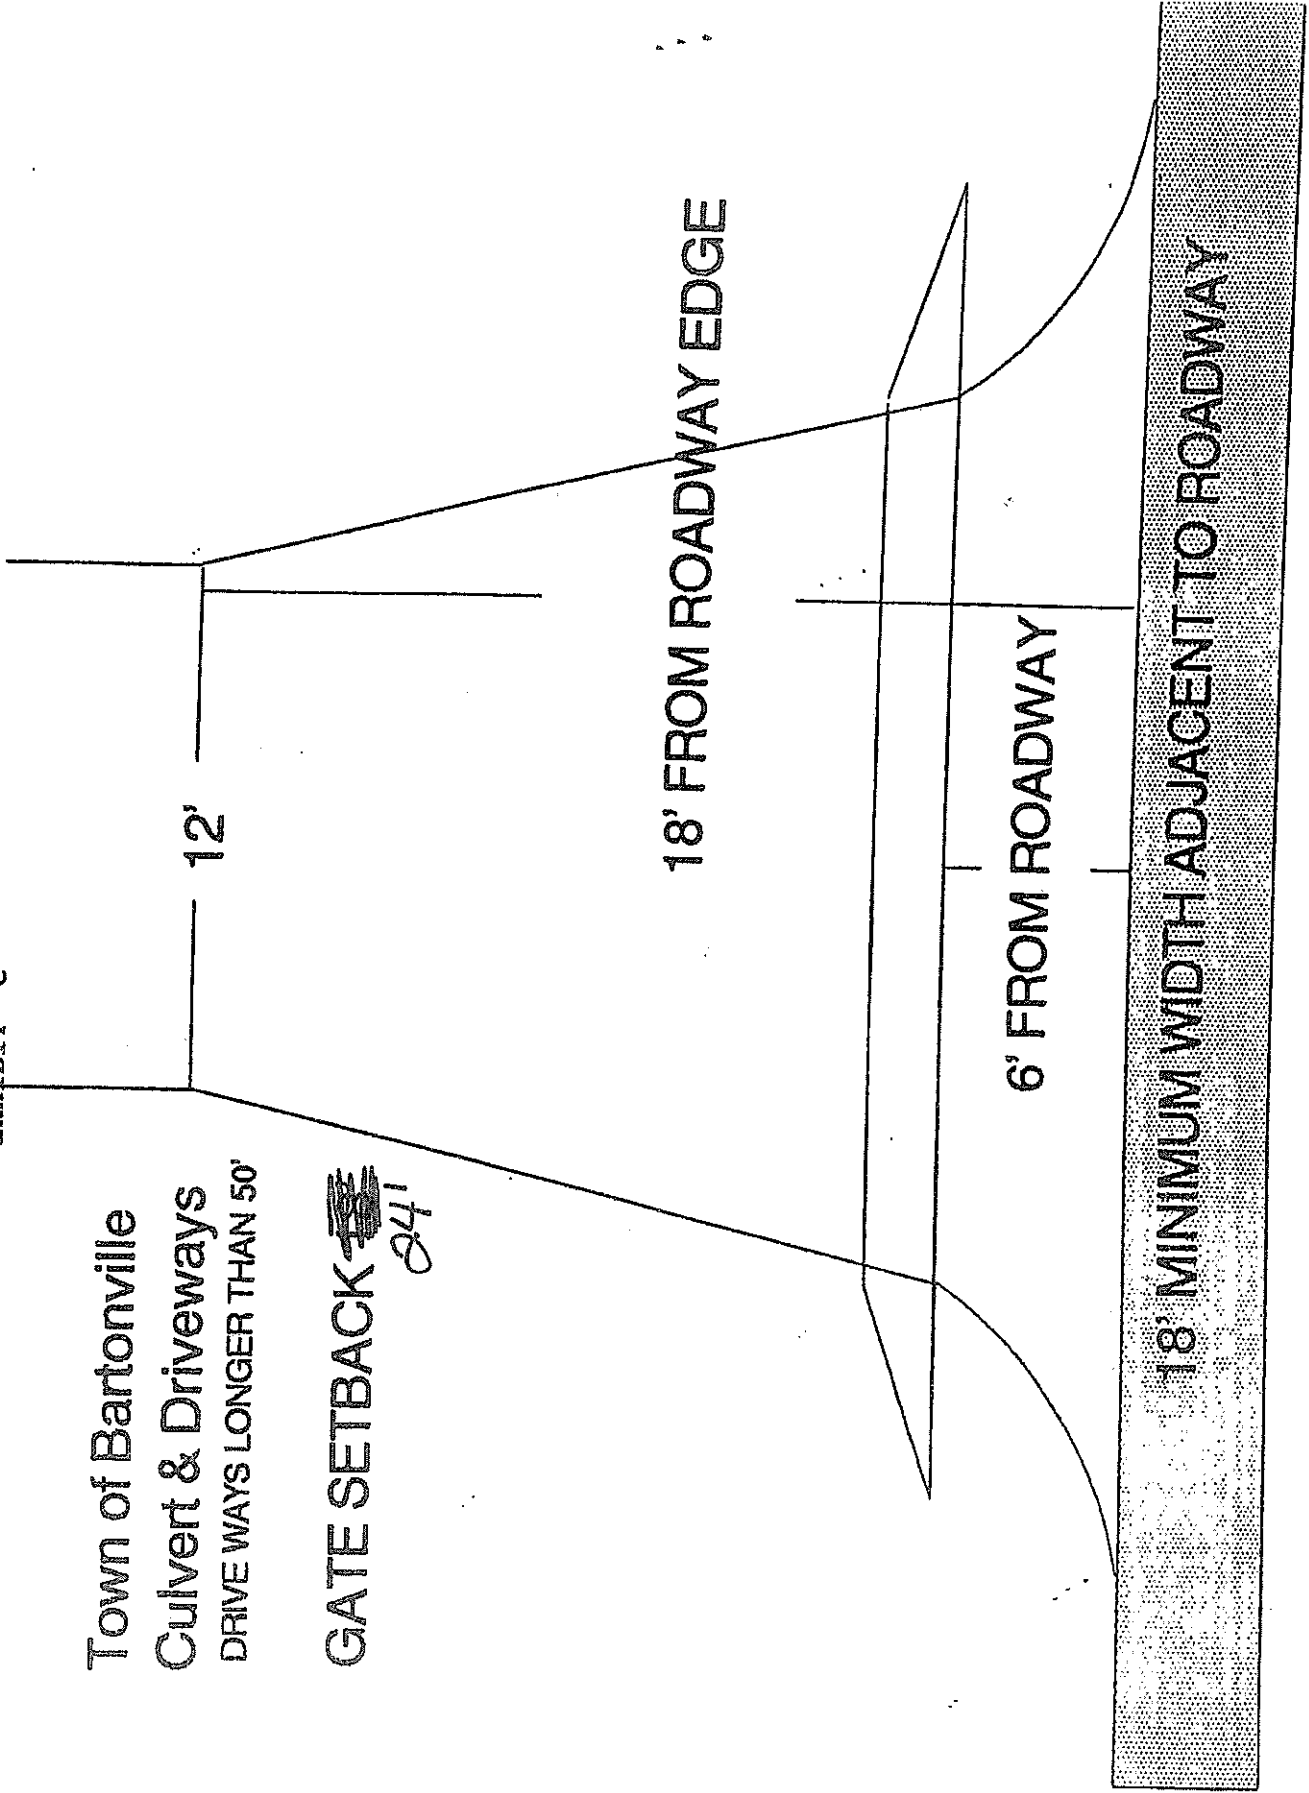 Town of Bartonville
Culvert & Driveways
DRIVE WAYS LONGER THAN 50'
GATE SETBACK
24'
12'
18' FROM ROADWAY EDGE
6' FROM ROADWAY
18' MINIMUM WIDTH ADJACENT TO ROADWAY